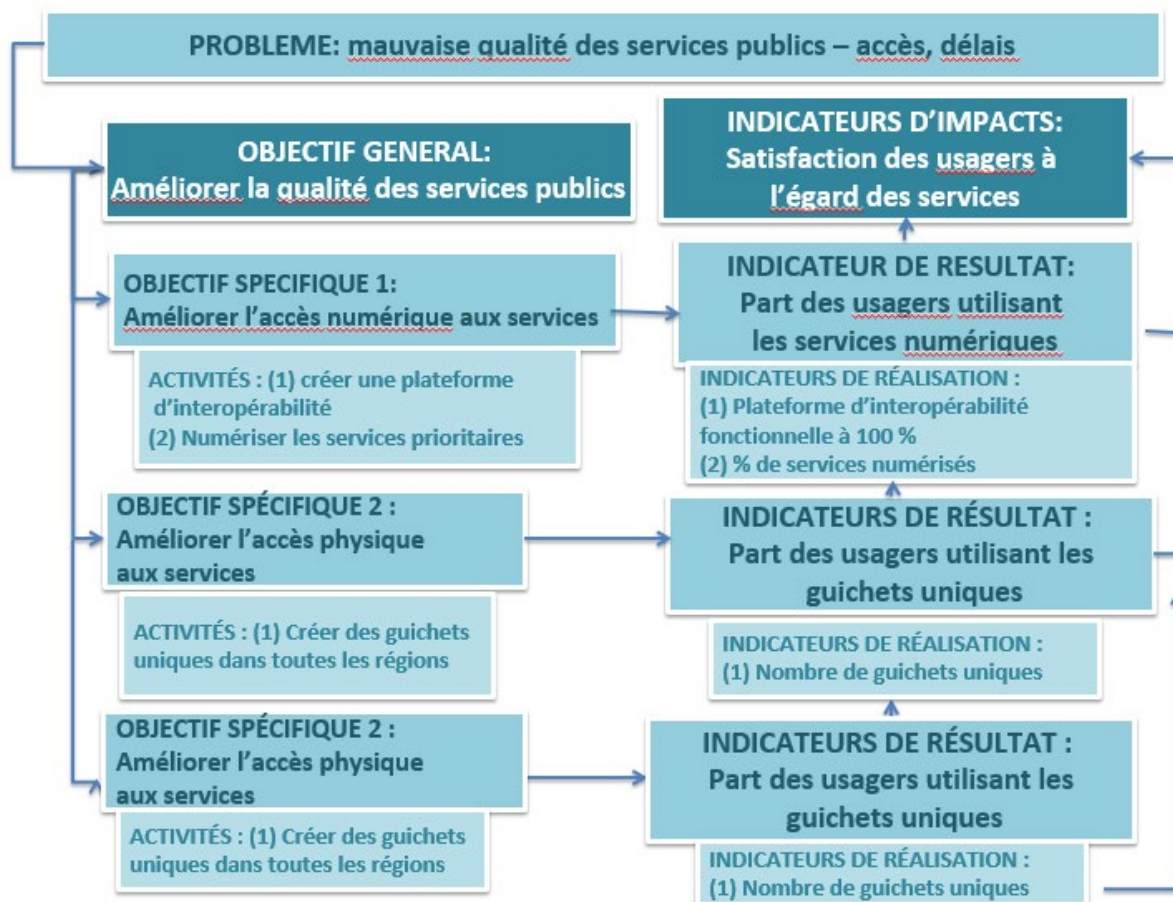 PROBLEME: mauvaise qualité des services publics – accès, délais
OBJECTIF GENERAL:
Améliorer la qualité des services publics
INDICATEURS D’IMPACTS:
Satisfaction des usagers à
l’égard des services
OBJECTIF SPECIFIQUE 1:
Améliorer l’accès numérique aux services
INDICATEUR DE RESULTAT:
Part des usagers utilisant
les services numériques
ACTIVITÉS : (1) créer une plateforme
d’interopérabilité
(2) Numériser les services prioritaires
INDICATEURS DE RÉALISATION :
(1) Plateforme d’interopérabilité
fonctionnelle à 100 %
(2) % de services numérisés
OBJECTIF SPÉCIFIQUE 2 :
Améliorer l’accès physique
aux services
INDICATEURS DE RÉSULTAT :
Part des usagers utilisant les
guichets uniques
ACTIVITÉS : (1) Créer des guichets
uniques dans toutes les régions
INDICATEURS DE RÉALISATION :
(1) Nombre de guichets uniques
OBJECTIF SPÉCIFIQUE 2 :
Améliorer l’accès physique
aux services
INDICATEURS DE RÉSULTAT :
Part des usagers utilisant les
guichets uniques
ACTIVITÉS : (1) Créer des guichets
uniques dans toutes les régions
INDICATEURS DE RÉALISATION :
(1) Nombre de guichets uniques